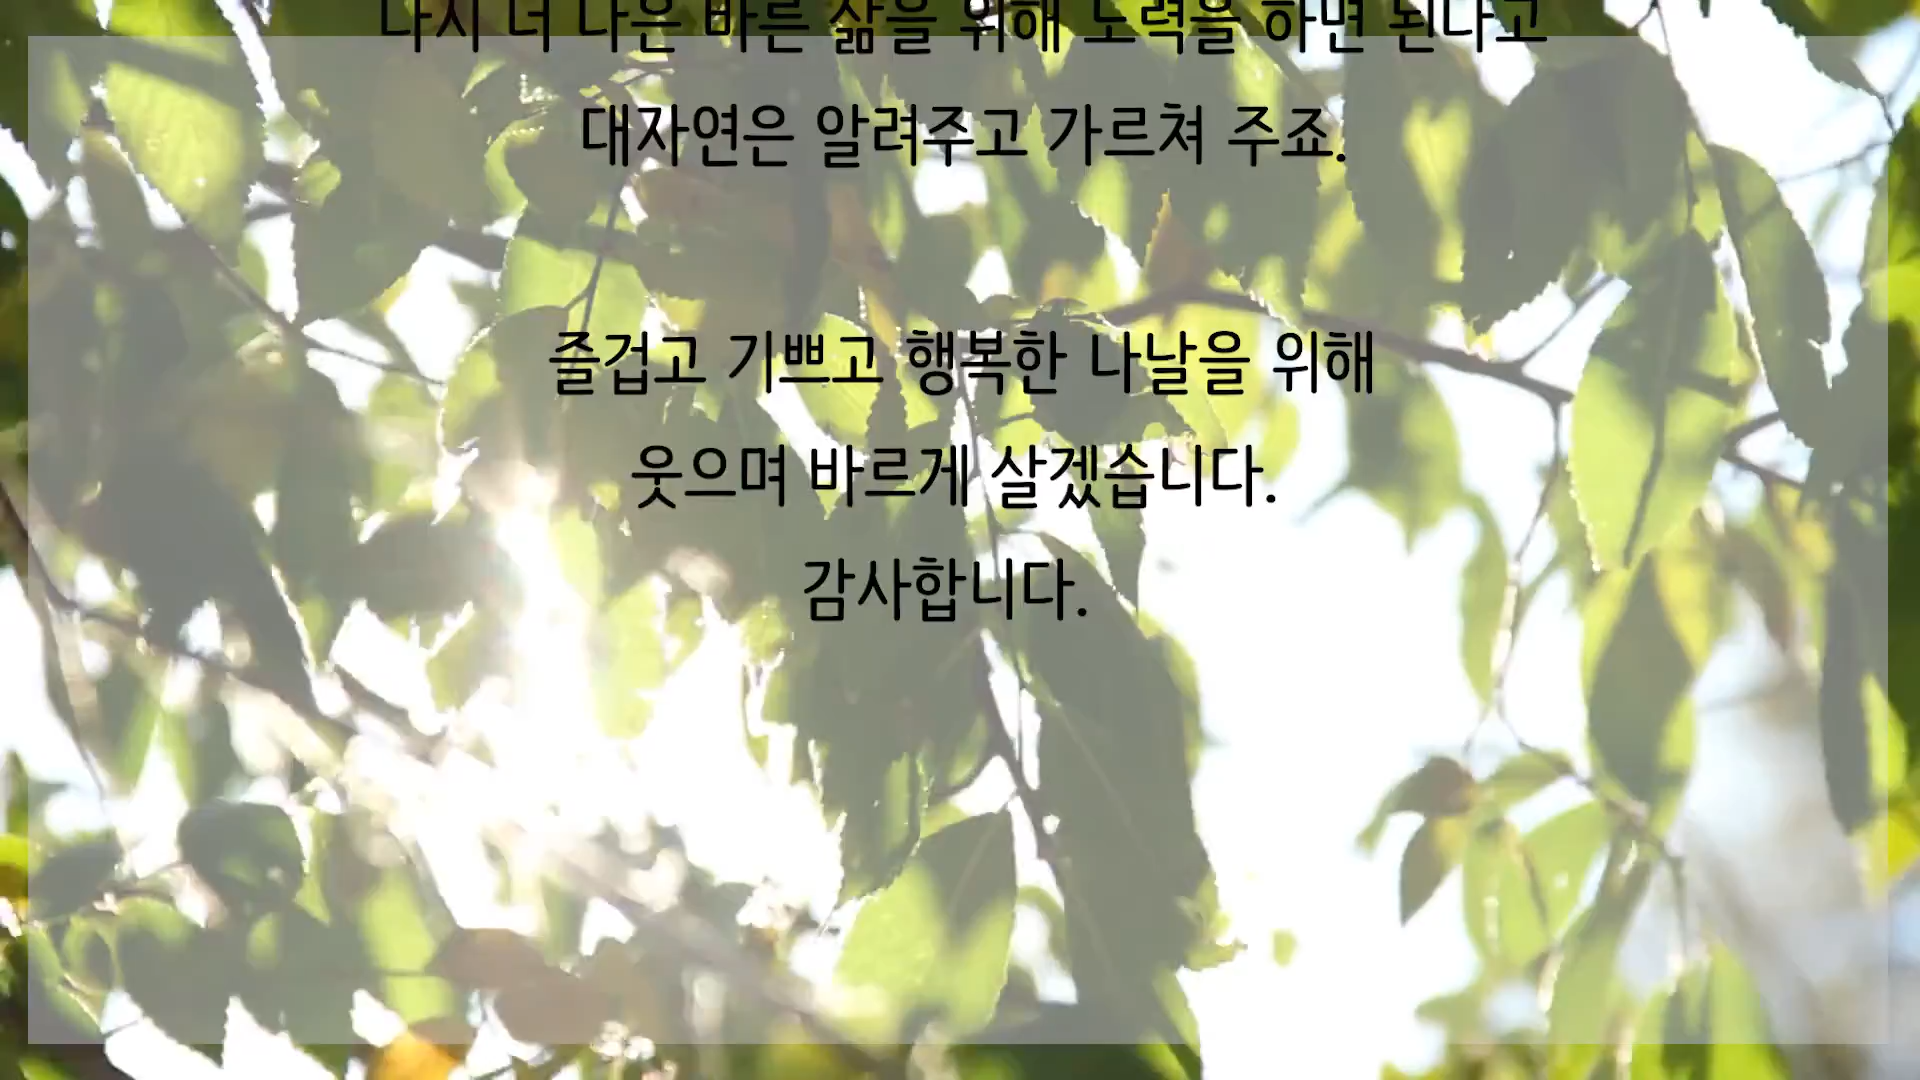 다시 더 나은 바른 삶을 위해 노력을 하면 된다고
대자연은 알려주고 가르쳐 주죠.
즐겁고 기쁘고 행복한 나날을 위해
웃으며 바르게 살겠습니다.
감사합니다.